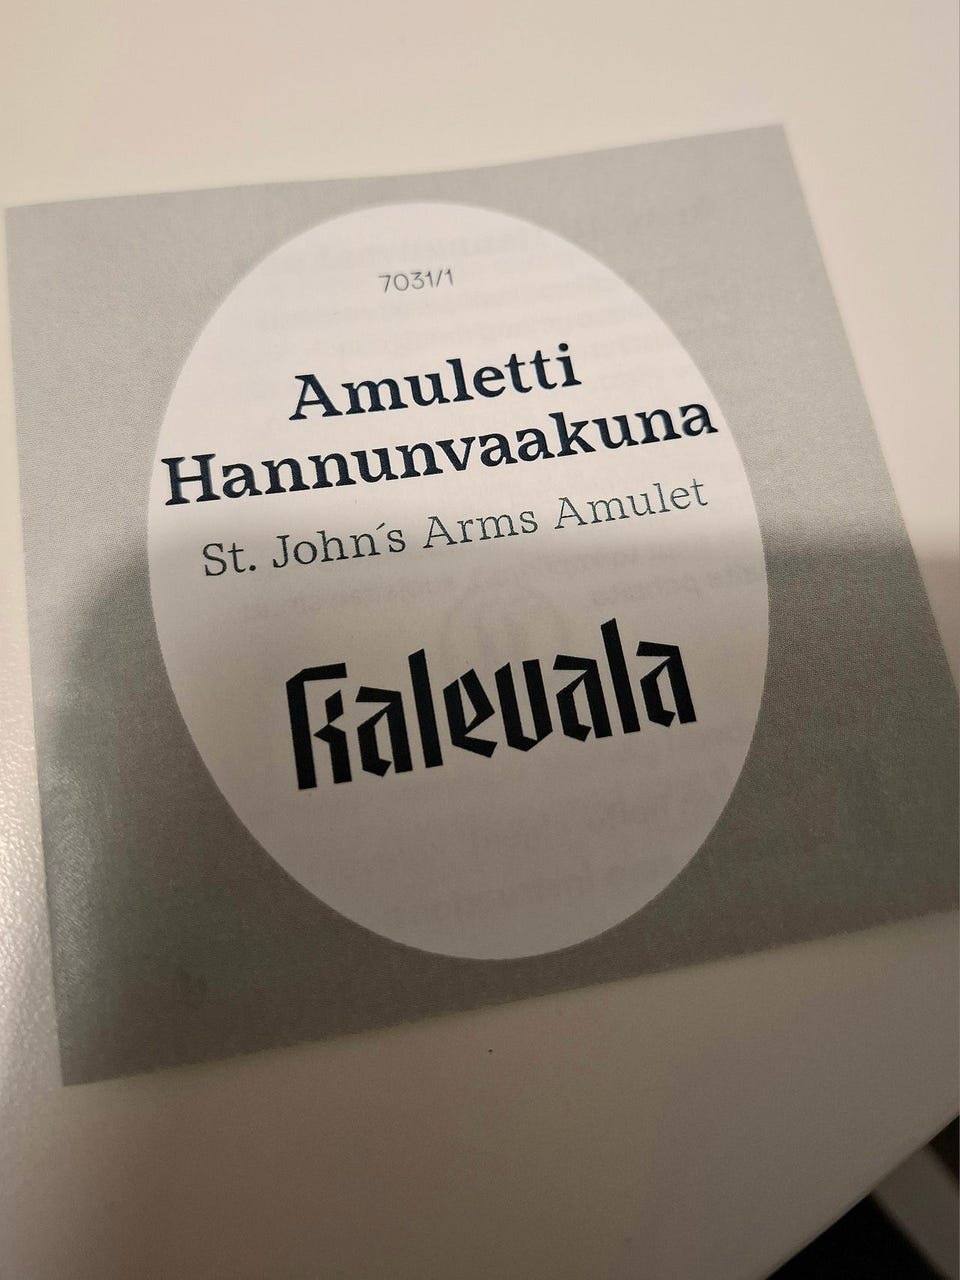 7031/1
Amuletti
Hannunvaakuna
St. John´s Arms Amulet
Kalevala